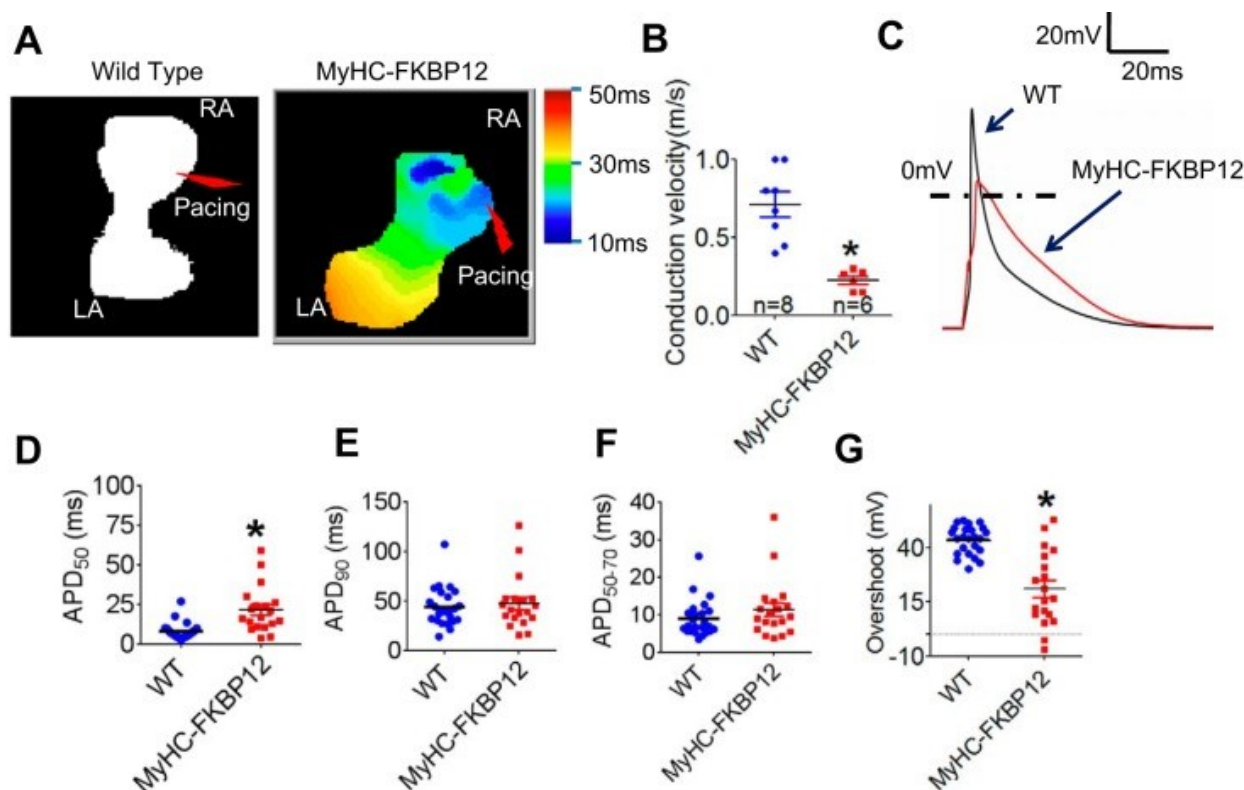 A
Wild Type
RA
Pacing
LA
MyHC-FKBP12
RA
Pacing
LA
50ms
30ms
10ms
B
Conduction velocity(m/s)
1.0
0.5
0.0
*
n=8
n=6
WT
MyHC-FKBP12
C
20mV
20ms
WT
0mV
MyHC-FKBP12
D
APD50 (ms)
100
75
50
25
0
*
WT
MyHC-FKBP12
E
APD90 (ms)
150
100
50
0
WT
MyHC-FKBP12
F
APD50-70 (ms)
40
30
20
10
0
WT
MyHC-FKBP12
G
Overshoot (mV)
40
15
-10
*
WT
MyHC-FKBP12